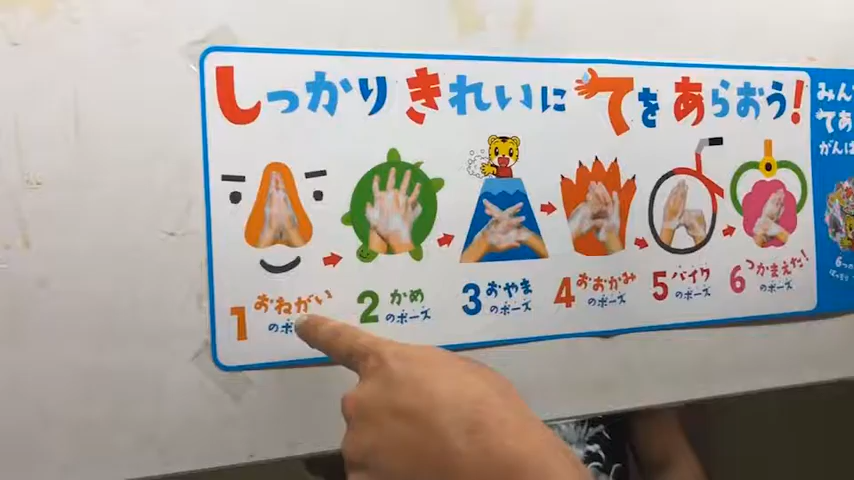 しっかりきれいにてをあらおう!
1 おねがい
のポーズ
2 かめ
のポーズ
3 おやま
のポーズ
4 おおかみ
のポーズ
5 バイク
のポーズ
6 つかまえた!
のポーズ
みん
てあ
がんば